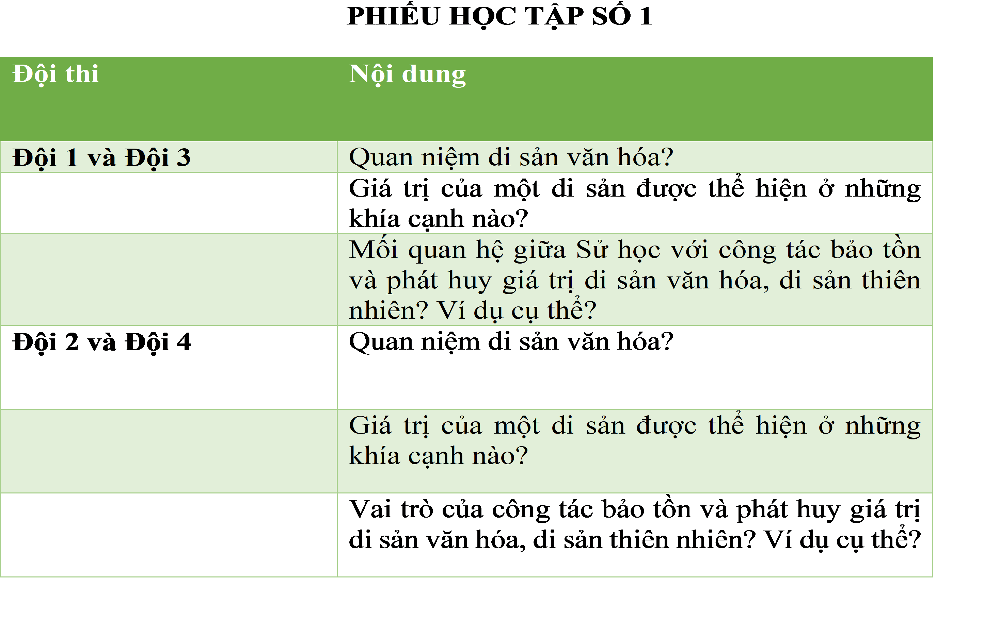 PHIẾU HỌC TẬP SỐ 1
Đội thi
Nội dung
Đội 1 và Đội 3
Quan niệm di sản văn hóa?
Giá trị của một di sản được thể hiện ở những
khía cạnh nào?
Mối quan hệ giữa Sử học với công tác bảo tồn
và phát huy giá trị di sản văn hóa, di sản thiên
nhiên? Ví dụ cụ thể?
Đội 2 và Đội 4
Quan niệm di sản văn hóa?
Giá trị của một di sản được thể hiện ở những
khía cạnh nào?
Vai trò của công tác bảo tồn và phát huy giá trị
di sản văn hóa, di sản thiên nhiên? Ví dụ cụ thể?